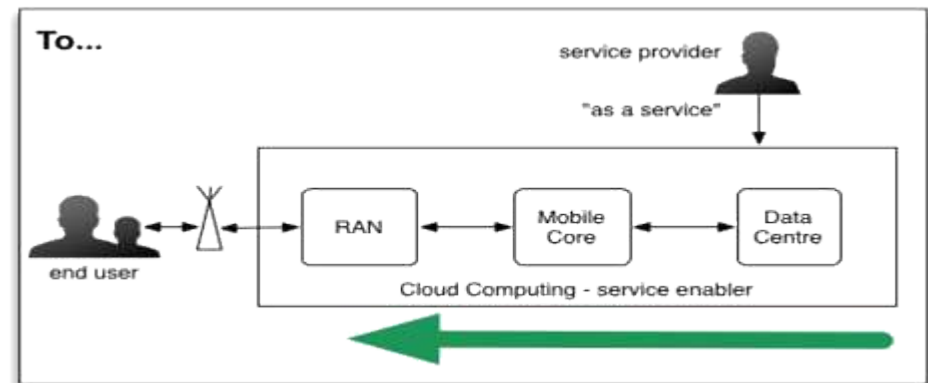 To...
service provider
"as a service"
RAN
Mobile
Core
Data
Centre
end user
Cloud Computing - service enabler